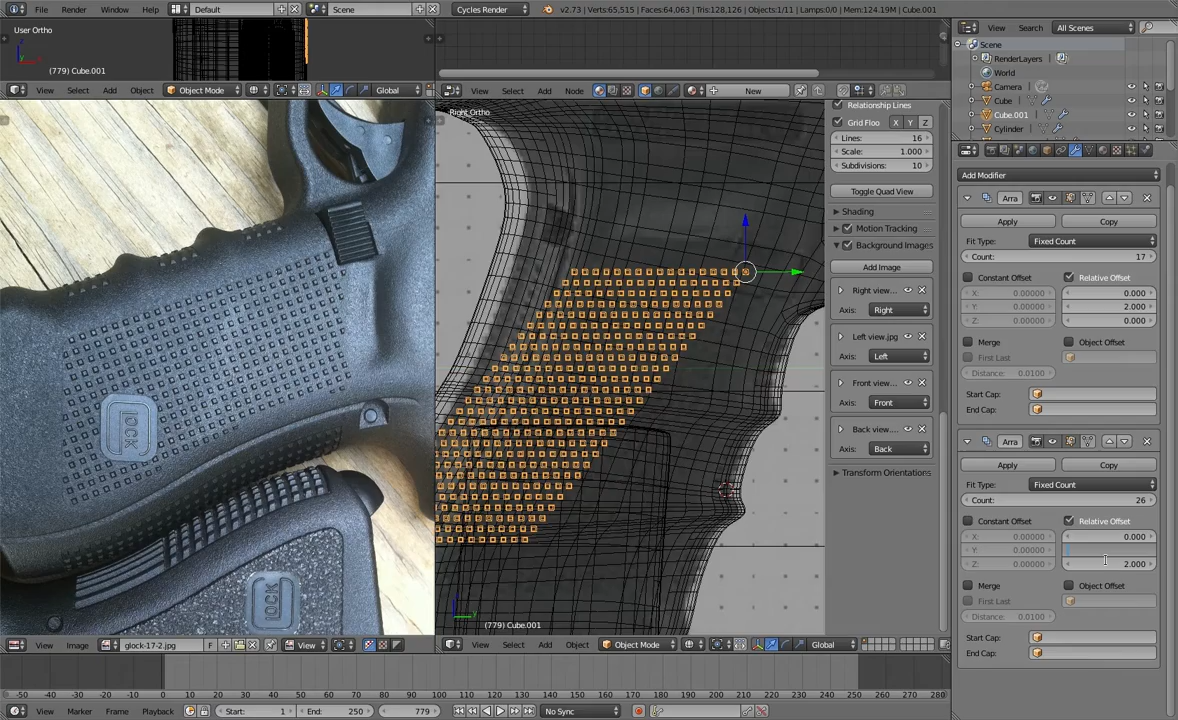 File Render Window Help Default Scene Cycles Render v2.73 | Verts:65,515 | Faces:64,063 | Tris:128,126 | Objects:1/11 | Lamps:0/0 | Mem:124.19M | Cube.001
User Ortho
(779) Cube.001
View Select Add Object Object Mode Global
View Select Add Node New
Right Ortho
LOCK
LOCK
(779) Cube.001
Relationship Lines
Grid Floo X Y Z
Lines: 16
Scale: 1.000
Subdivisions: 10
Toggle Quad View
Shading
Motion Tracking
Background Images
Add Image
Right view...
Axis: Right
Left view.jpg
Axis: Left
Front view...
Axis: Front
Back view...
Axis: Back
Transform Orientations
View Search All Scenes
Scene
RenderLayers
World
Camera
Cube
Cube.001
Cylinder
Add Modifier
Arra
Apply Copy
Fit Type: Fixed Count
Count: 17
Constant Offset Relative Offset
X: 0.00000 0.000
Y: 0.00000 2.000
Z: 0.00000 0.000
Merge Object Offset
First Last
Distance: 0.0100
Start Cap:
End Cap:
Arra
Apply Copy
Fit Type: Fixed Count
Count: 26
Constant Offset Relative Offset
X: 0.00000 0.000
Y: 0.00000
Z: 0.00000 2.000
Merge Object Offset
First Last
Distance: 0.0100
Start Cap:
End Cap:
View Image glock-17-2.jpg F View
View Select Add Object Object Mode Global
-50 -40 -30 -20 -10 0 10 20 30 40 50 60 70 80 90 100 110 120 130 140 150 160 170 180 190 200 210 220 230 240 250 260 270 280
View Marker Frame Playback Start: 1 End: 250 779 No Sync